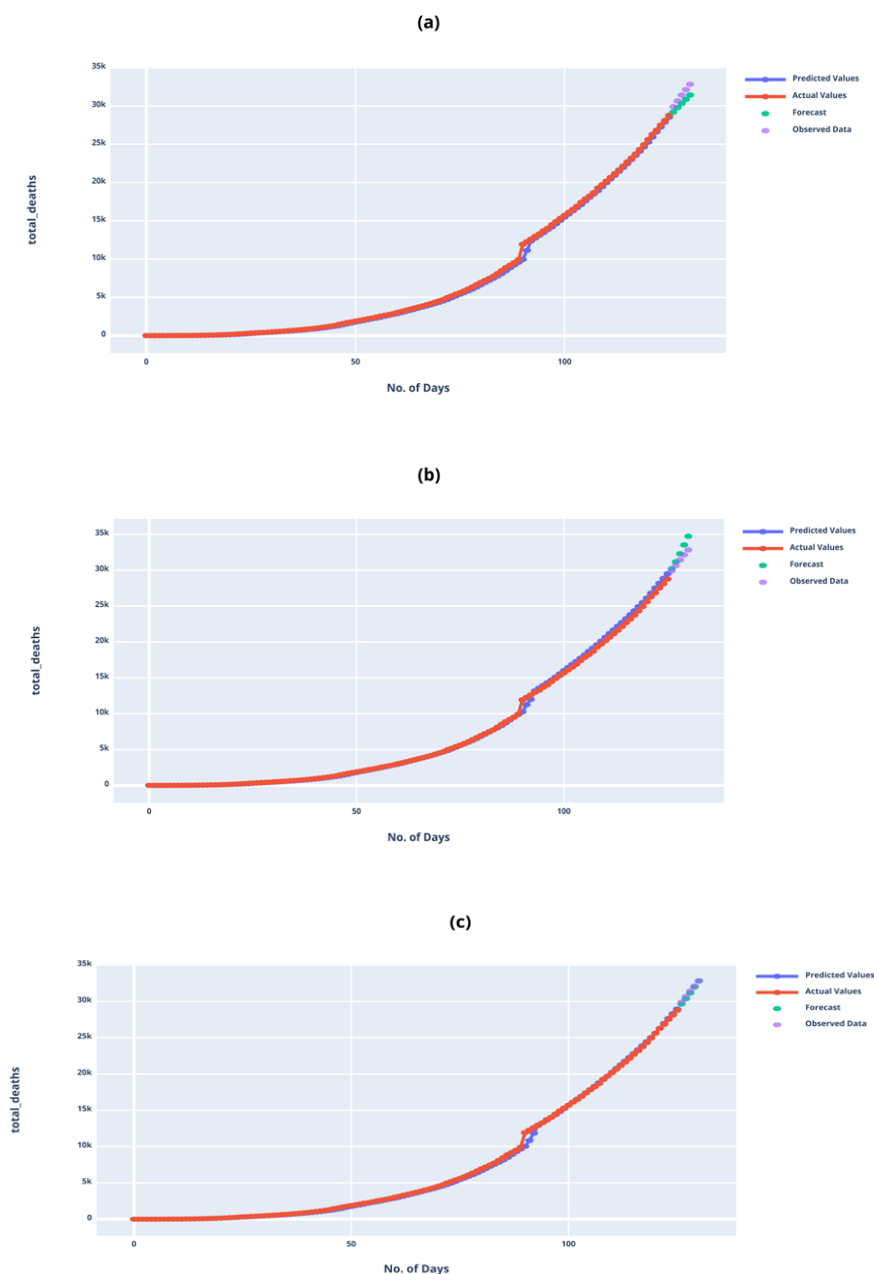 (a)
35k
30k
25k
20k
15k
10k
5k
0
0 50 100
total_deaths
No. of Days
Predicted Values
Actual Values
Forecast
Observed Data
(b)
35k
30k
25k
20k
15k
10k
5k
0
0 50 100
total_deaths
No. of Days
Predicted Values
Actual Values
Forecast
Observed Data
(c)
35k
30k
25k
20k
15k
10k
5k
0
0 50 100
total_deaths
No. of Days
Predicted Values
Actual Values
Forecast
Observed Data